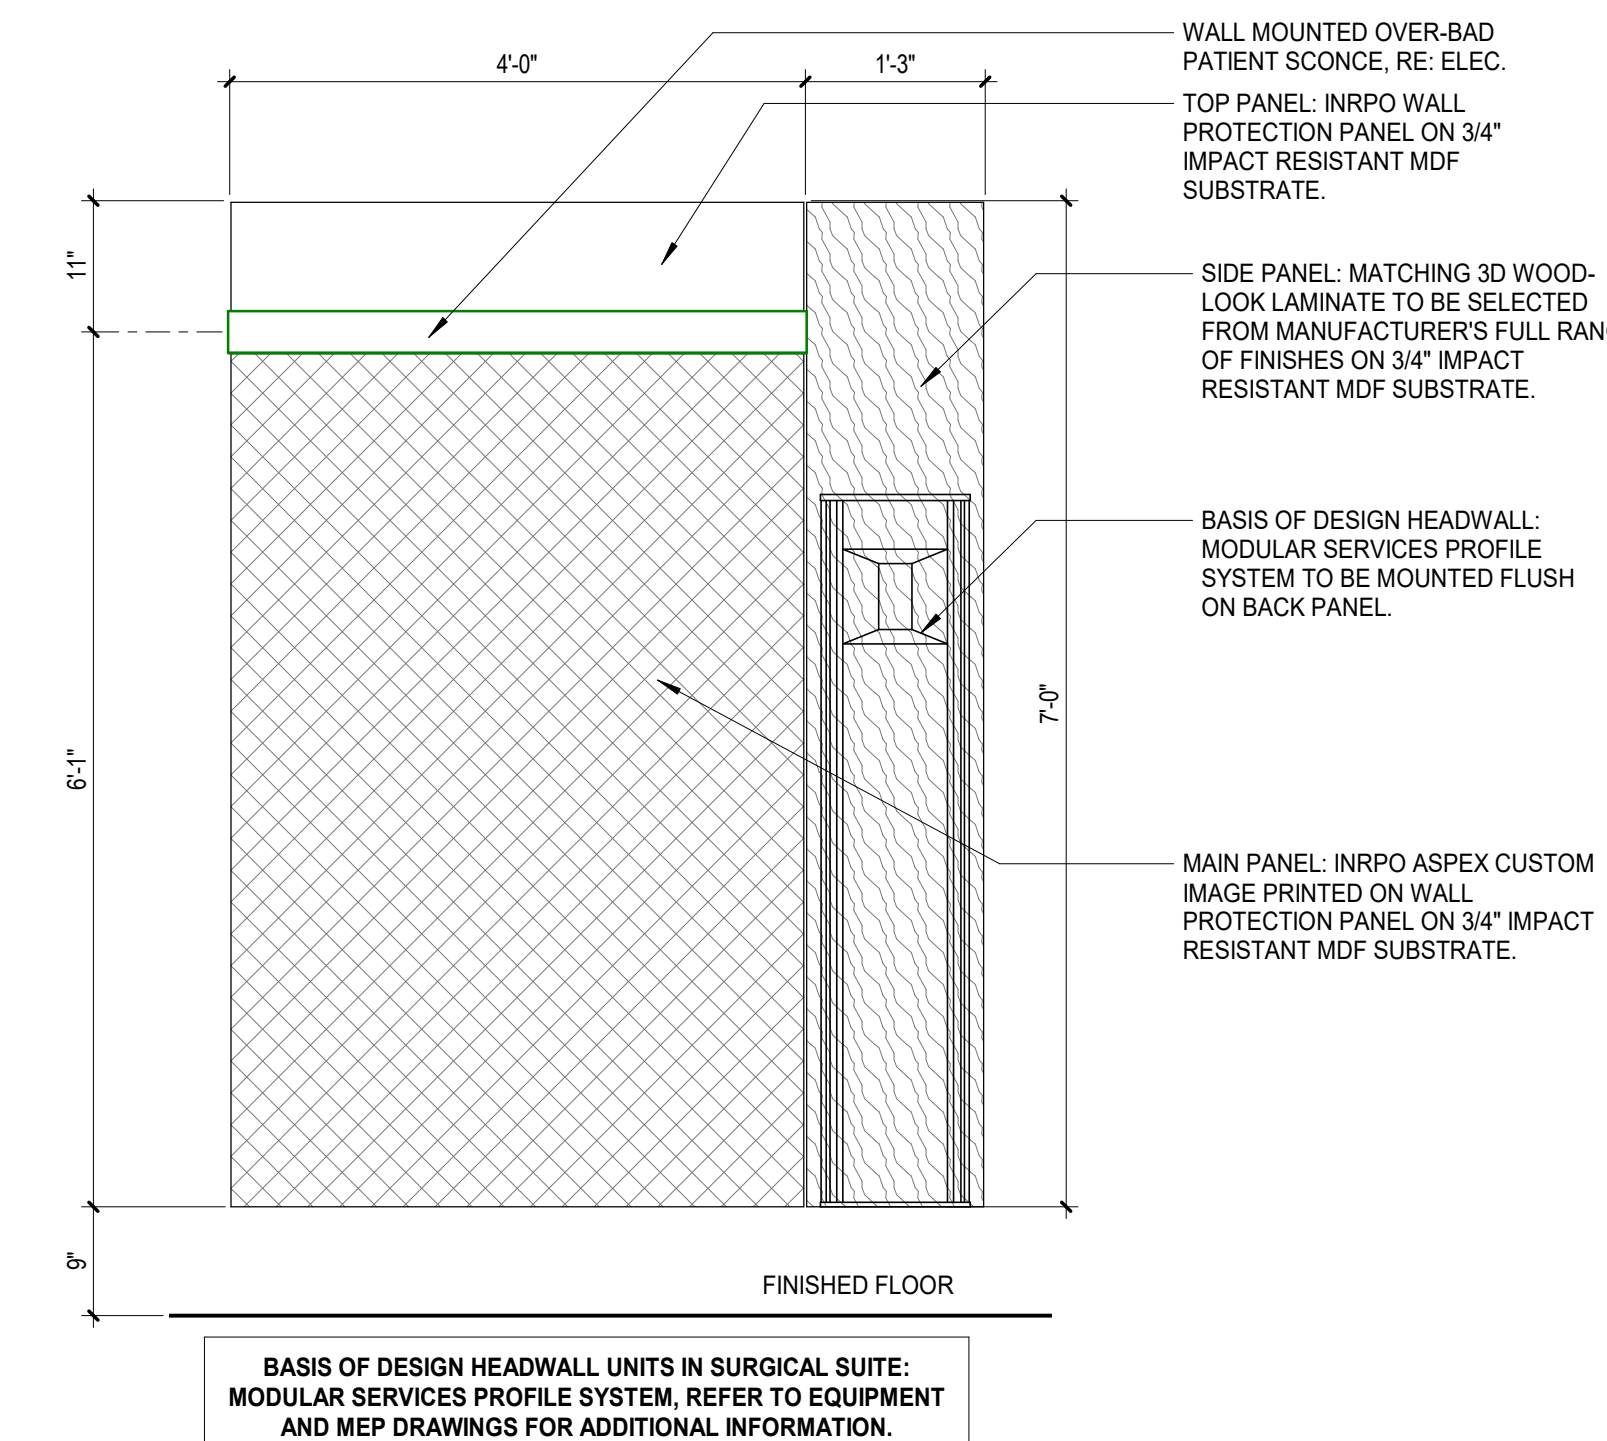 WALL MOUNTED OVER-BAD
PATIENT SCONCE, RE: ELEC.
4'-0"
1'-3"
TOP PANEL: INRPO WALL
PROTECTION PANEL ON 3/4"
IMPACT RESISTANT MDF
SUBSTRATE.
11"
SIDE PANEL: MATCHING 3D WOOD-
LOOK LAMINATE TO BE SELECTED
FROM MANUFACTURER'S FULL RAN
OF FINISHES ON 3/4" IMPACT
RESISTANT MDF SUBSTRATE.
BASIS OF DESIGN HEADWALL:
MODULAR SERVICES PROFILE
SYSTEM TO BE MOUNTED FLUSH
ON BACK PANEL.
7'-0"
6'-1"
MAIN PANEL: INRPO ASPEX CUSTOM
IMAGE PRINTED ON WALL
PROTECTION PANEL ON 3/4" IMPACT
RESISTANT MDF SUBSTRATE.
9"
FINISHED FLOOR
BASIS OF DESIGN HEADWALL UNITS IN SURGICAL SUITE:
MODULAR SERVICES PROFILE SYSTEM, REFER TO EQUIPMENT
AND MEP DRAWINGS FOR ADDITIONAL INFORMATION.